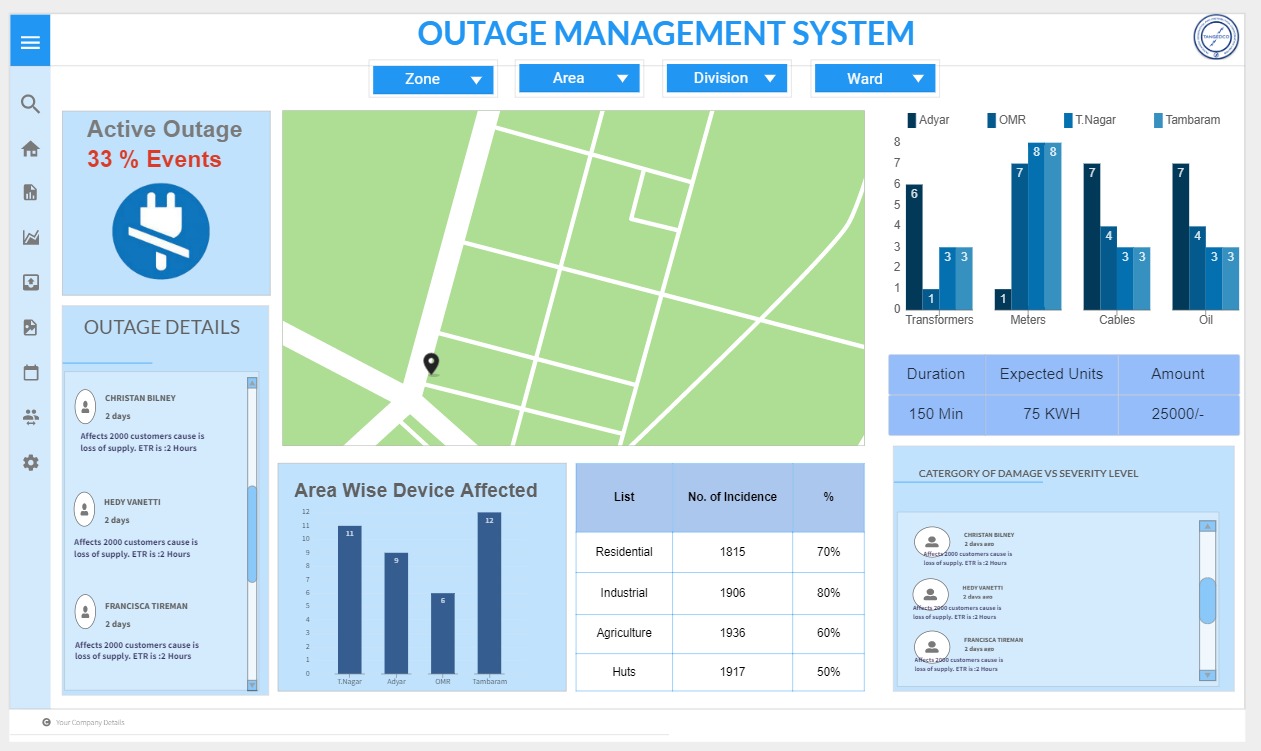 OUTAGE MANAGEMENT SYSTEM
TANGEDCO
Zone
Area
Division
Ward
Active Outage
33 % Events
OUTAGE DETAILS
CHRISTAN BILNEY
2 days
Affects 2000 customers cause is
loss of supply. ETR is :2 Hours
HEDY VANETTI
2 days
Affects 2000 customers cause is
loss of supply. ETR is :2 Hours
FRANCISCA TIREMAN
2 days
Affects 2000 customers cause is
loss of supply. ETR is :2 Hours
Area Wise Device Affected
12
11
10
9
8
7
6
5
4
3
2
1
0
11
9
6
12
T.Nagar
Adyar
OMR
Tambaram
List No. of Incidence %
Residential 1815 70%
Industrial 1906 80%
Agriculture 1936 60%
Huts 1917 50%
Adyar OMR T.Nagar Tambaram
8
7
6
5
4
3
2
1
0
6 1 3 3
1 7 8 8
7 4 3 3
7 4 3 3
Transformers Meters Cables Oil
Duration Expected Units Amount
150 Min 75 KWH 25000/-
CATERGORY OF DAMAGE VS SEVERITY LEVEL
CHRISTAN BILNEY
2 days ago
Affects 2000 customers cause is
loss of supply. ETR is :2 Hours
HEDY VANETTI
2 days ago
Affects 2000 customers cause is
loss of supply. ETR is :2 Hours
FRANCISCA TIREMAN
2 days ago
Affects 2000 customers cause is
loss of supply. ETR is :2 Hours
Your Company Details